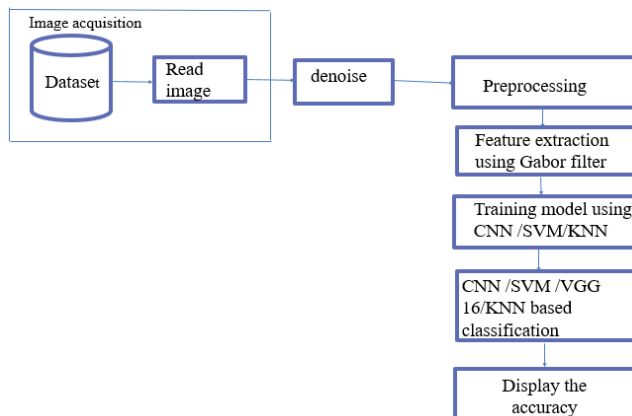 Image acquisition
Dataset
Read
image
denoise
Preprocessing
Feature extraction
using Gabor filter
Training model using
CNN /SVM/KNN
CNN /SVM /VGG
16/KNN based
classification
Display the
accuracy